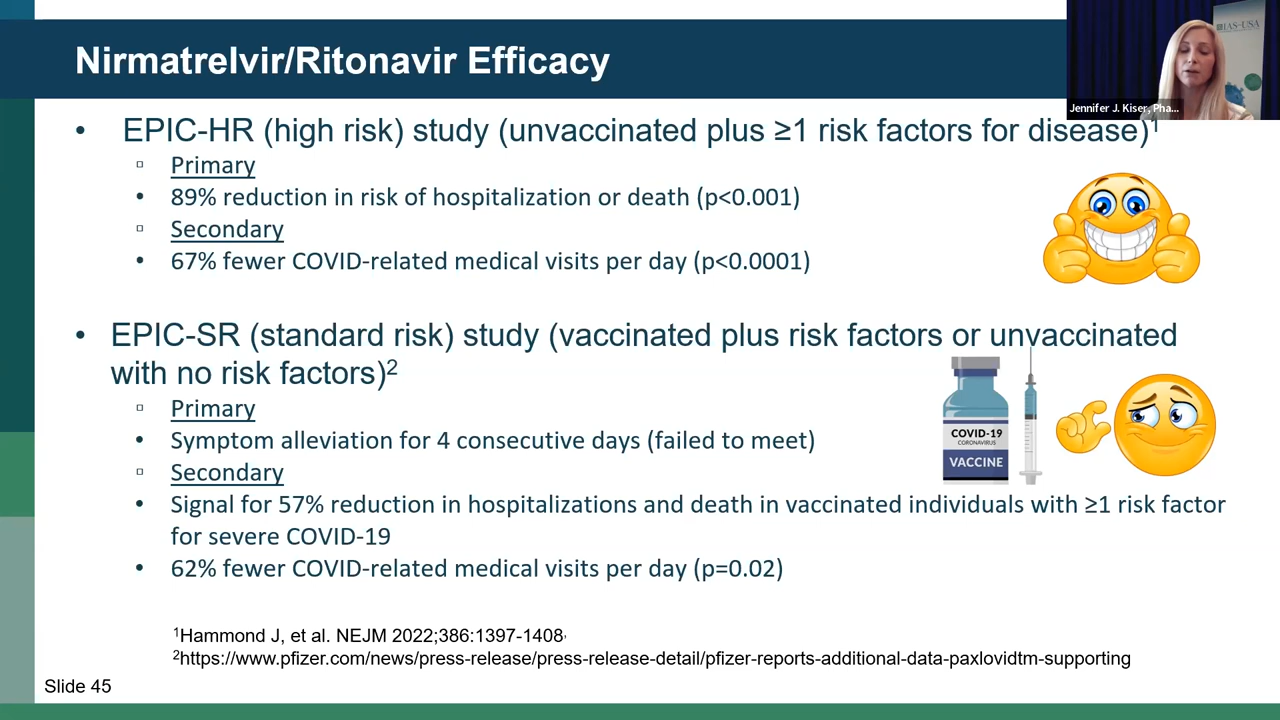 Nirmatrelvir/Ritonavir Efficacy
IAS-USA
Jennifer J. Kiser, Pha...
• EPIC-HR (high risk) study (unvaccinated plus ≥1 risk factors for disease)¹
▫ Primary
• 89% reduction in risk of hospitalization or death (p<0.001)
▫ Secondary
• 67% fewer COVID-related medical visits per day (p<0.0001)
• EPIC-SR (standard risk) study (vaccinated plus risk factors or unvaccinated
with no risk factors)²
▫ Primary
• Symptom alleviation for 4 consecutive days (failed to meet)
▫ Secondary
• Signal for 57% reduction in hospitalizations and death in vaccinated individuals with ≥1 risk factor
for severe COVID-19
• 62% fewer COVID-related medical visits per day (p=0.02)
COVID-19
CORONAVIRUS
VACCINE
¹Hammond J, et al. NEJM 2022;386:1397-1408.
²https://www.pfizer.com/news/press-release/press-release-detail/pfizer-reports-additional-data-paxlovidtm-supporting
Slide 45